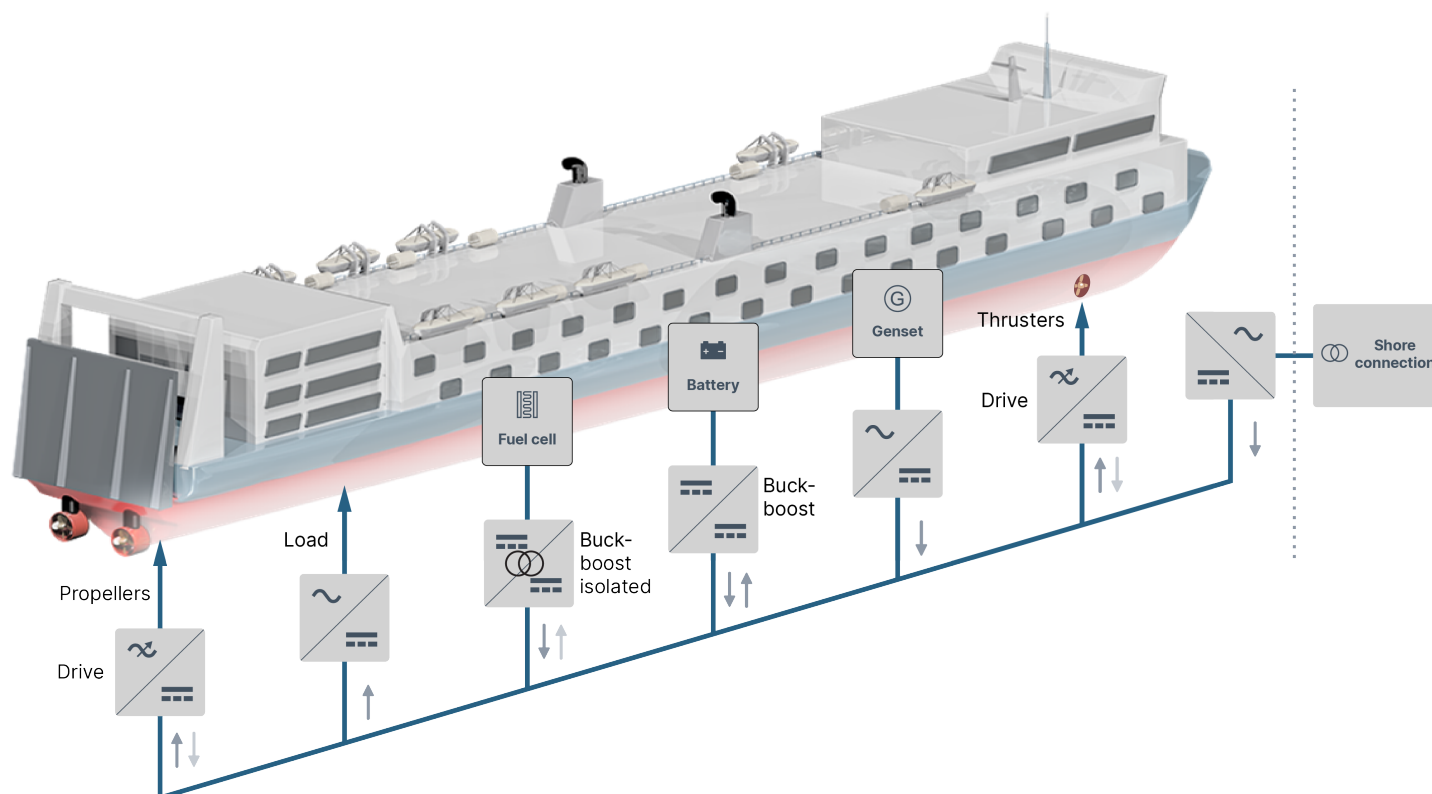 G
Genset
Thrusters
Shore
connection
Battery
Drive
Fuel cell
Buck-
boost
Load
Buck-
boost
isolated
Propellers
Drive